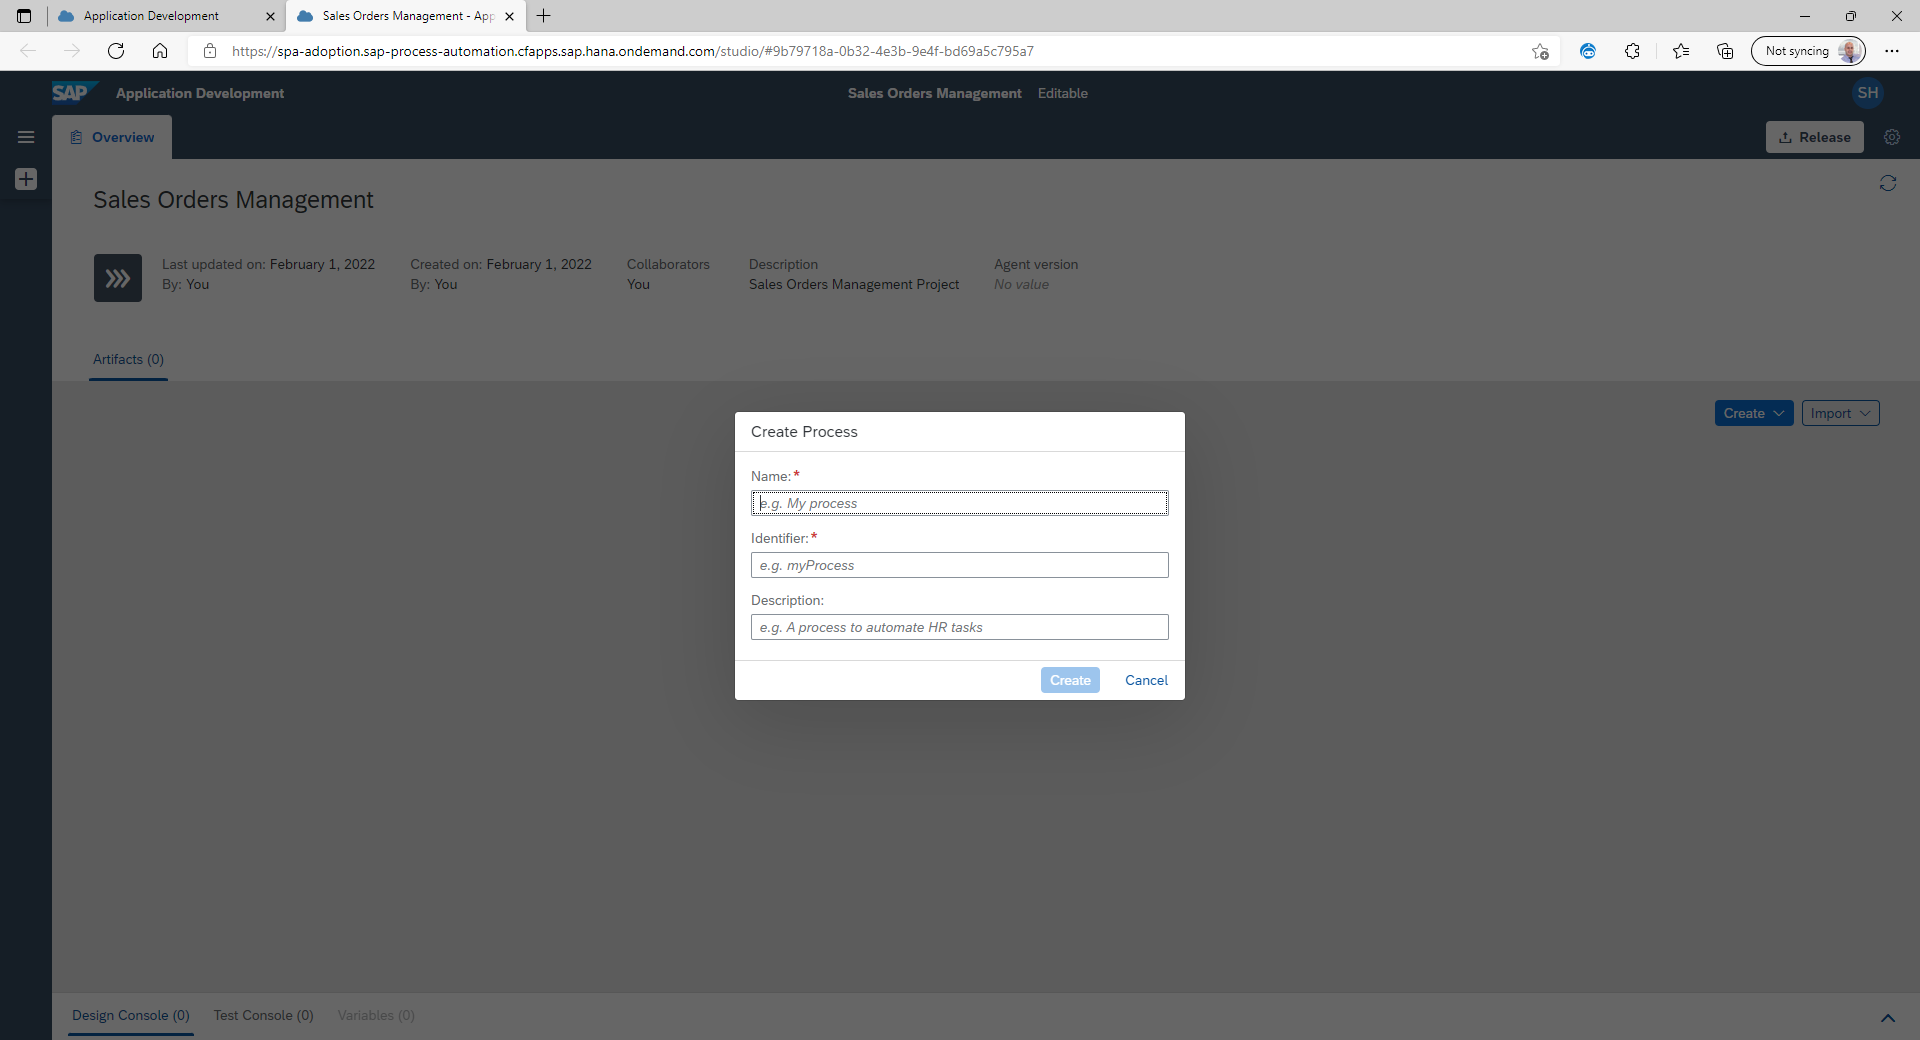 Application Development
Sales Orders Management - App
https://spa-adoption.sap-process-automation.cfapps.sap.hana.ondemand.com/studio/#9b79718a-0b32-4e3b-9e4f-bd69a5c795a7
Not syncing
SAP Application Development
Sales Orders Management Editable
SH
Overview
Release
Sales Orders Management
Last updated on: February 1, 2022
By: You
Created on: February 1, 2022
By: You
Collaborators
You
Description
Sales Orders Management Project
Agent version
No value
Artifacts (0)
Create
Import
Create Process
Name:*
e.g. My process
Identifier:*
e.g. myProcess
Description:
e.g. A process to automate HR tasks
Create
Cancel
Design Console (0)
Test Console (0)
Variables (0)